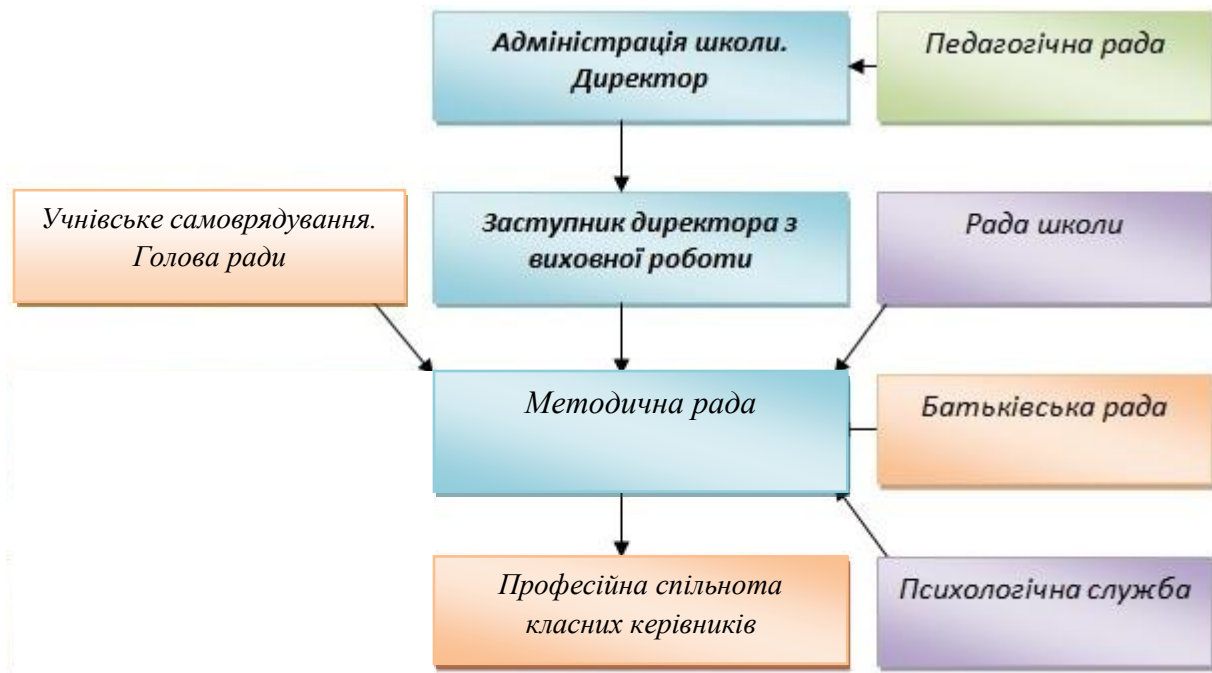 Адміністрація школи.
Директор
Педагогічна рада
Учнівське самоврядування.
Голова ради
Заступник директора з
виховної роботи
Рада школи
Методична рада
Батьківська рада
Професійна спільнота
класних керівників
Психологічна служба